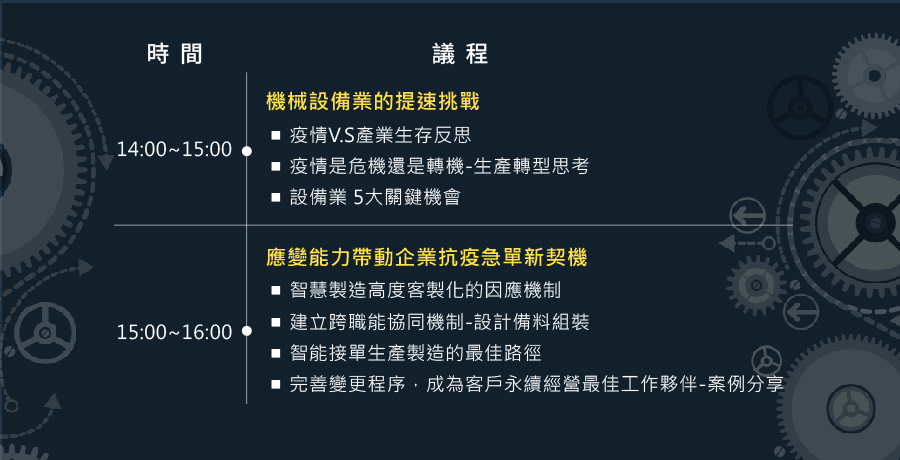 時 間 議 程
機械設備業的提速挑戰
14:00~15:00
■ 疫情V.S產業生存反思
■ 疫情是危機還是轉機-生產轉型思考
■ 設備業 5大關鍵機會
應變能力帶動企業抗疫急單新契機
15:00~16:00
■ 智慧製造高度客製化的因應機制
■ 建立跨職能協同機制-設計備料組裝
■ 智能接單生產製造的最佳路徑
■ 完善變更程序，成為客戶永續經營最佳工作夥伴-案例分享